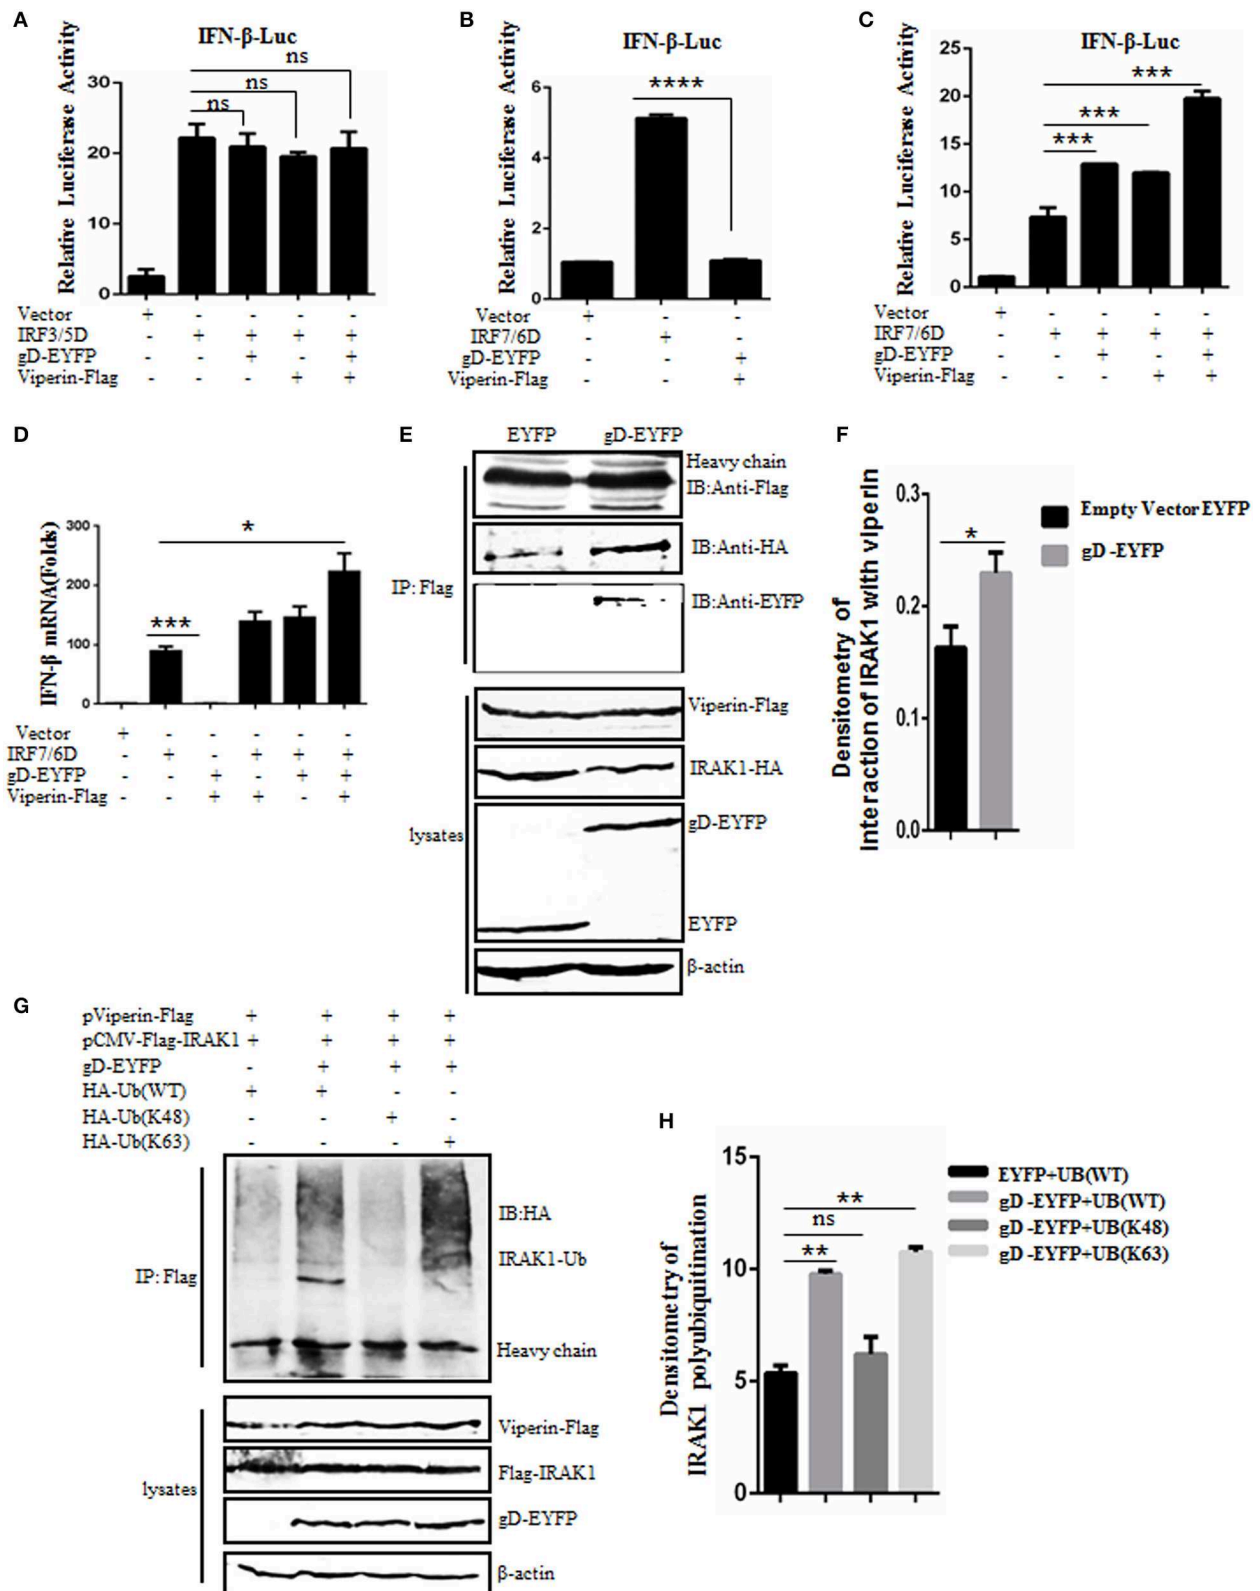 A
IFN-β-Luc
Relative Luciferase Activity
30
20
10
0
ns
ns
ns
Vector + - - - -
IRF3/5D - + + + +
gD-EYFP - - + - +
Viperin-Flag - - - + +
B
IFN-β-Luc
Relative Luciferase Activity
6
4
2
0
****
Vector + - -
IRF7/6D - + -
gD-EYFP - - +
Viperin-Flag - - +
C
IFN-β-Luc
Relative Luciferase Activity
25
20
15
10
5
0
***
***
***
Vector + - - - -
IRF7/6D - + + + +
gD-EYFP - - + - +
Viperin-Flag - - - + +
D
IFN-β mRNA(Folds)
300
200
100
0
***
*
Vector + - - - - -
IRF7/6D - + - + + +
gD-EYFP - - + - + +
Viperin-Flag - - + + - +
E
EYFP gD-EYFP
IP: Flag
Heavy chain
IB:Anti-Flag
IB:Anti-HA
IB:Anti-EYFP
lysates
Viperin-Flag
IRAK1-HA
gD-EYFP
EYFP
β-actin
F
Densitometry of
Interaction of IRAK1 with viperin
0.3
0.2
0.1
0.0
*
Empty Vector EYFP
gD-EYFP
G
pViperin-Flag + + + +
pCMV-Flag-IRAK1 + + + +
gD-EYFP - + + +
HA-Ub(WT) + + - -
HA-Ub(K48) - - + -
HA-Ub(K63) - - - +
IP: Flag
IB:HA
IRAK1-Ub
Heavy chain
lysates
Viperin-Flag
Flag-IRAK1
gD-EYFP
β-actin
H
Densitometry of
IRAK1 polyubiquitination
15
10
5
0
**
ns
**
EYFP+UB(WT)
gD-EYFP+UB(WT)
gD-EYFP+UB(K48)
gD-EYFP+UB(K63)